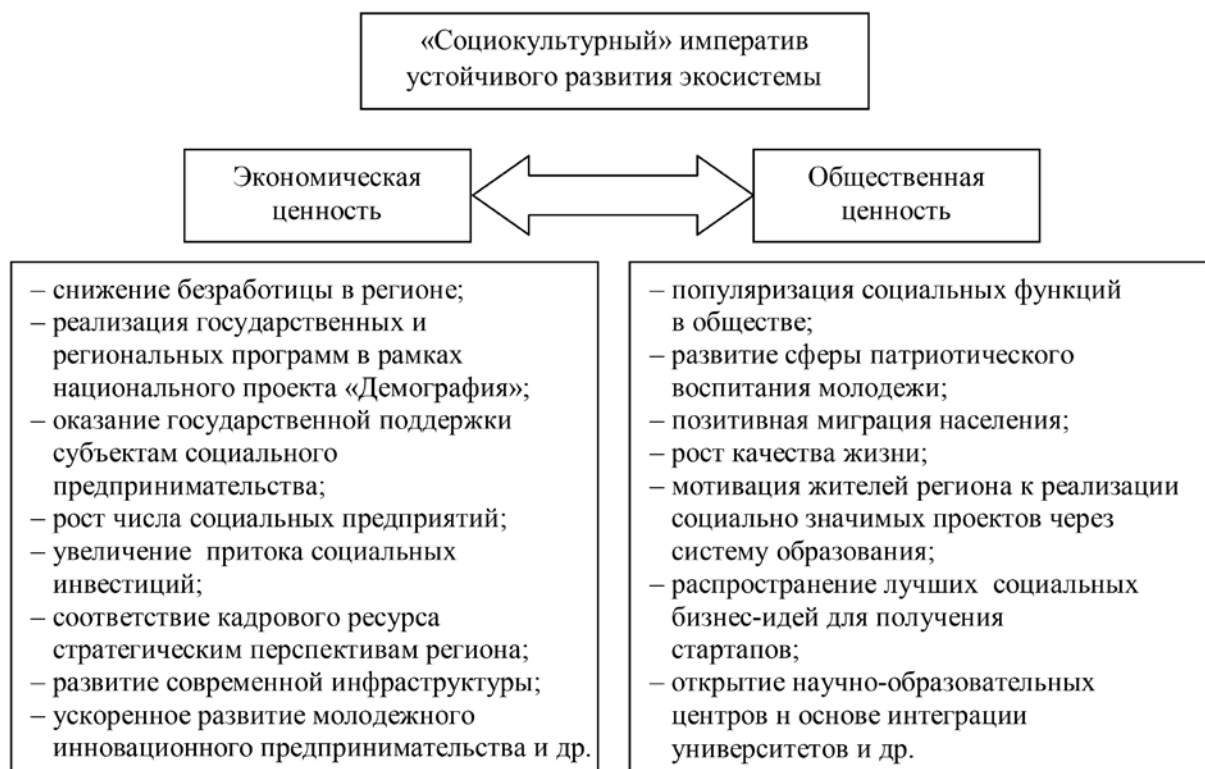 «Социокультурный» императив
устойчивого развития экосистемы
Экономическая
ценность
Общественная
ценность
– снижение безработицы в регионе;
– реализация государственных и
региональных программ в рамках
национального проекта «Демография»;
– оказание государственной поддержки
субъектам социального
предпринимательства;
– рост числа социальных предприятий;
– увеличение притока социальных
инвестиций;
– соответствие кадрового ресурса
стратегическим перспективам региона;
– развитие современной инфраструктуры;
– ускоренное развитие молодежного
инновационного предпринимательства и др.
– популяризация социальных функций
в обществе;
– развитие сферы патриотического
воспитания молодежи;
– позитивная миграция населения;
– рост качества жизни;
– мотивация жителей региона к реализации
социально значимых проектов через
систему образования;
– распространение лучших социальных
бизнес-идей для получения
стартапов;
– открытие научно-образовательных
центров н основе интеграции
университетов и др.